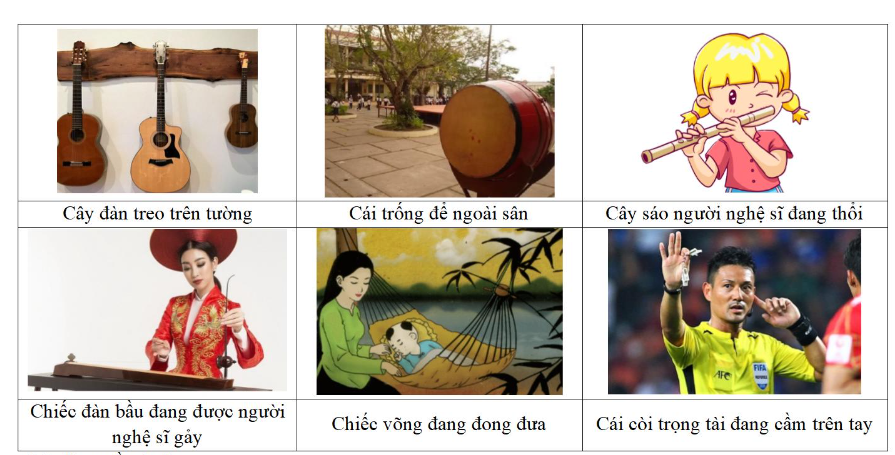 Cây đàn treo trên tường
Cái trống để ngoài sân
Cây sáo người nghệ sĩ đang thổi
Chiếc đàn bầu đang được người
nghệ sĩ gảy
Chiếc võng đang đong đưa
AFC
FIFA
Cái còi trọng tài đang cầm trên tay